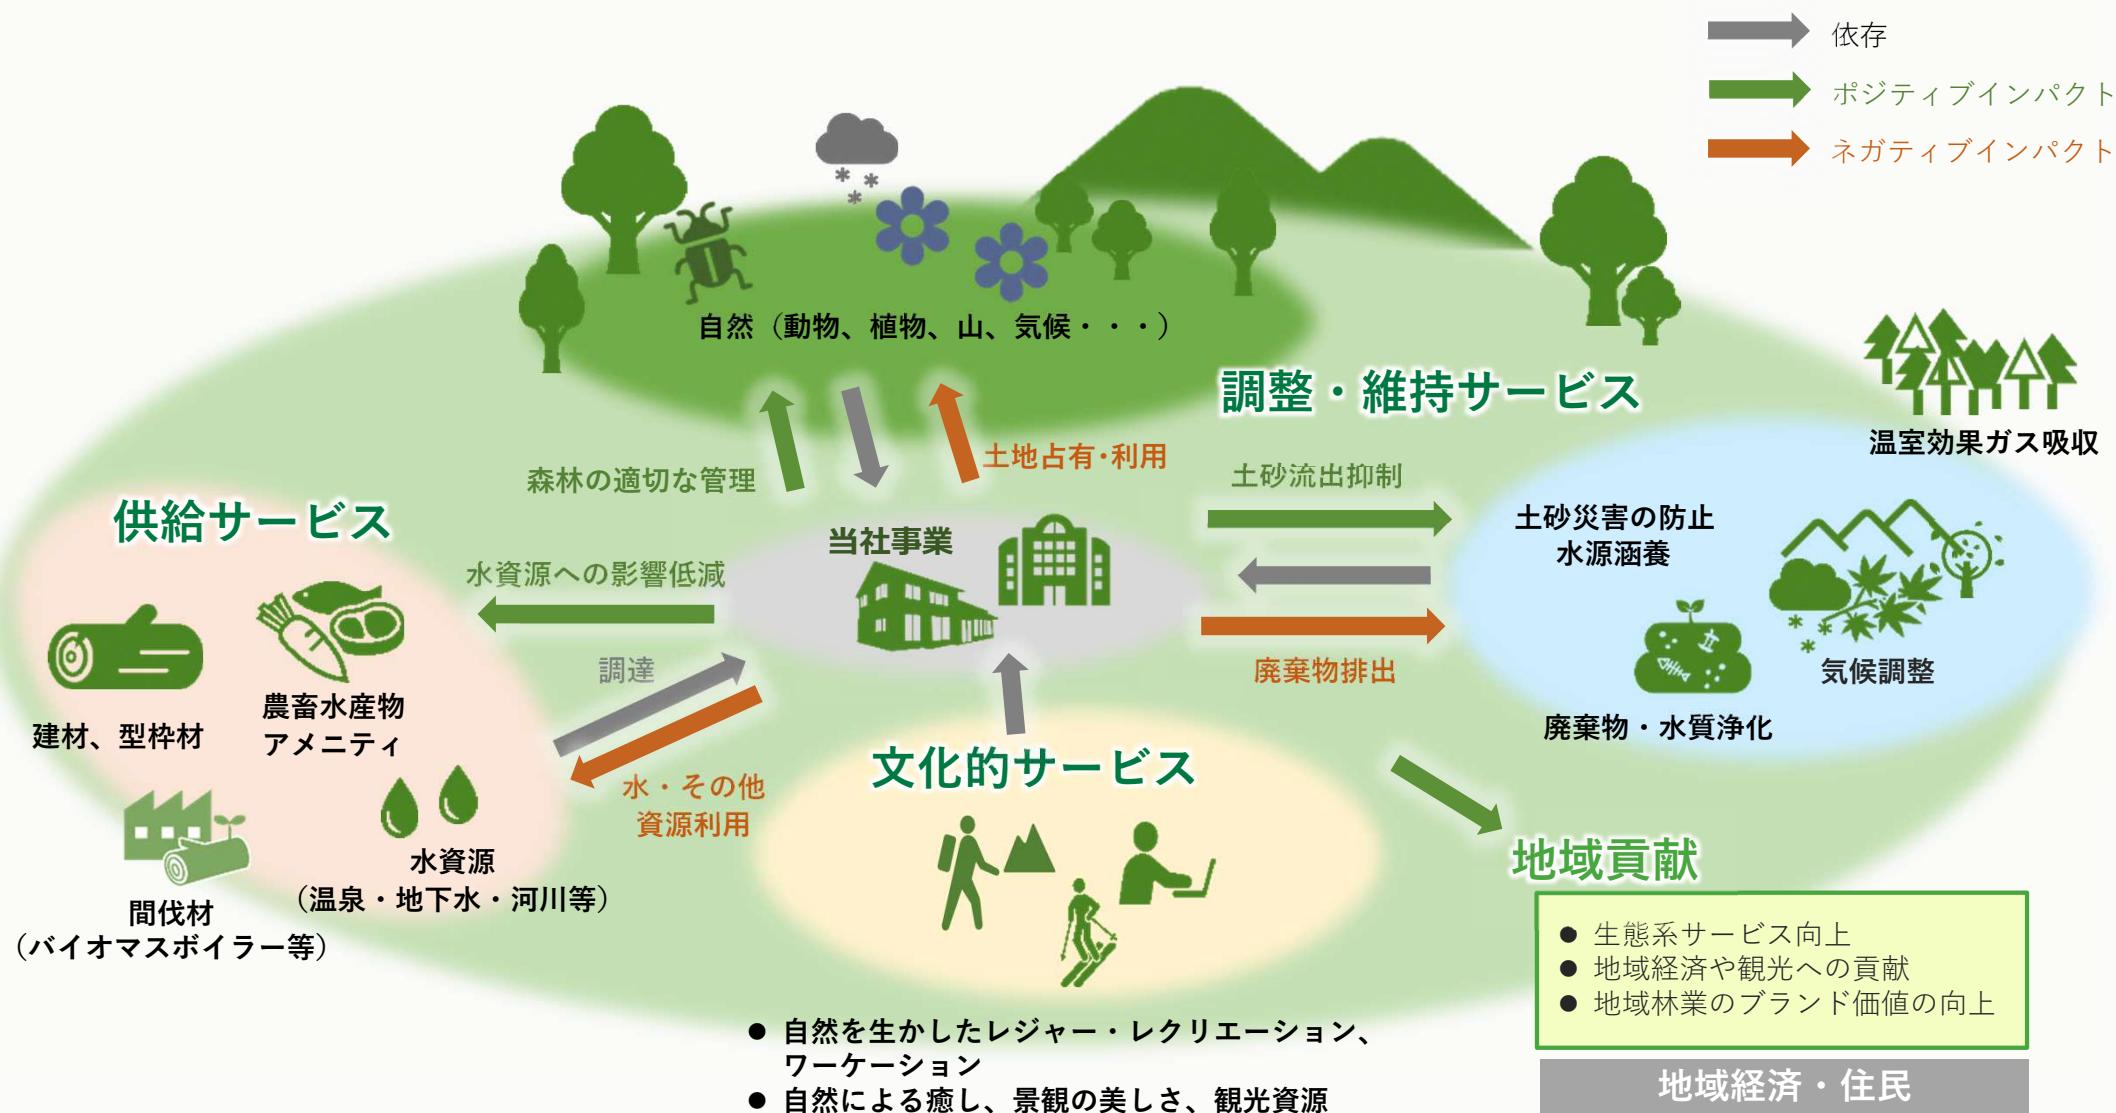 依存
ポジティブインパクト
ネガティブインパクト
自然（動物、植物、山、気候・・・）
調整・維持サービス
温室効果ガス吸収
森林の適切な管理
土地占有・利用
土砂流出抑制
供給サービス
当社事業
土砂災害の防止
水源涵養
水資源への影響低減
調達
廃棄物排出
気候調整
農畜水産物
アメニティ
建材、型枠材
廃棄物・水質浄化
文化的サービス
水・その他
資源利用
水資源
（温泉・地下水・河川等）
間伐材
（バイオマスボイラー等）
地域貢献
● 生態系サービス向上
● 地域経済や観光への貢献
● 地域林業のブランド価値の向上
● 自然を生かしたレジャー・レクリエーション、
ワーケーション
● 自然による癒し、景観の美しさ、観光資源
地域経済・住民